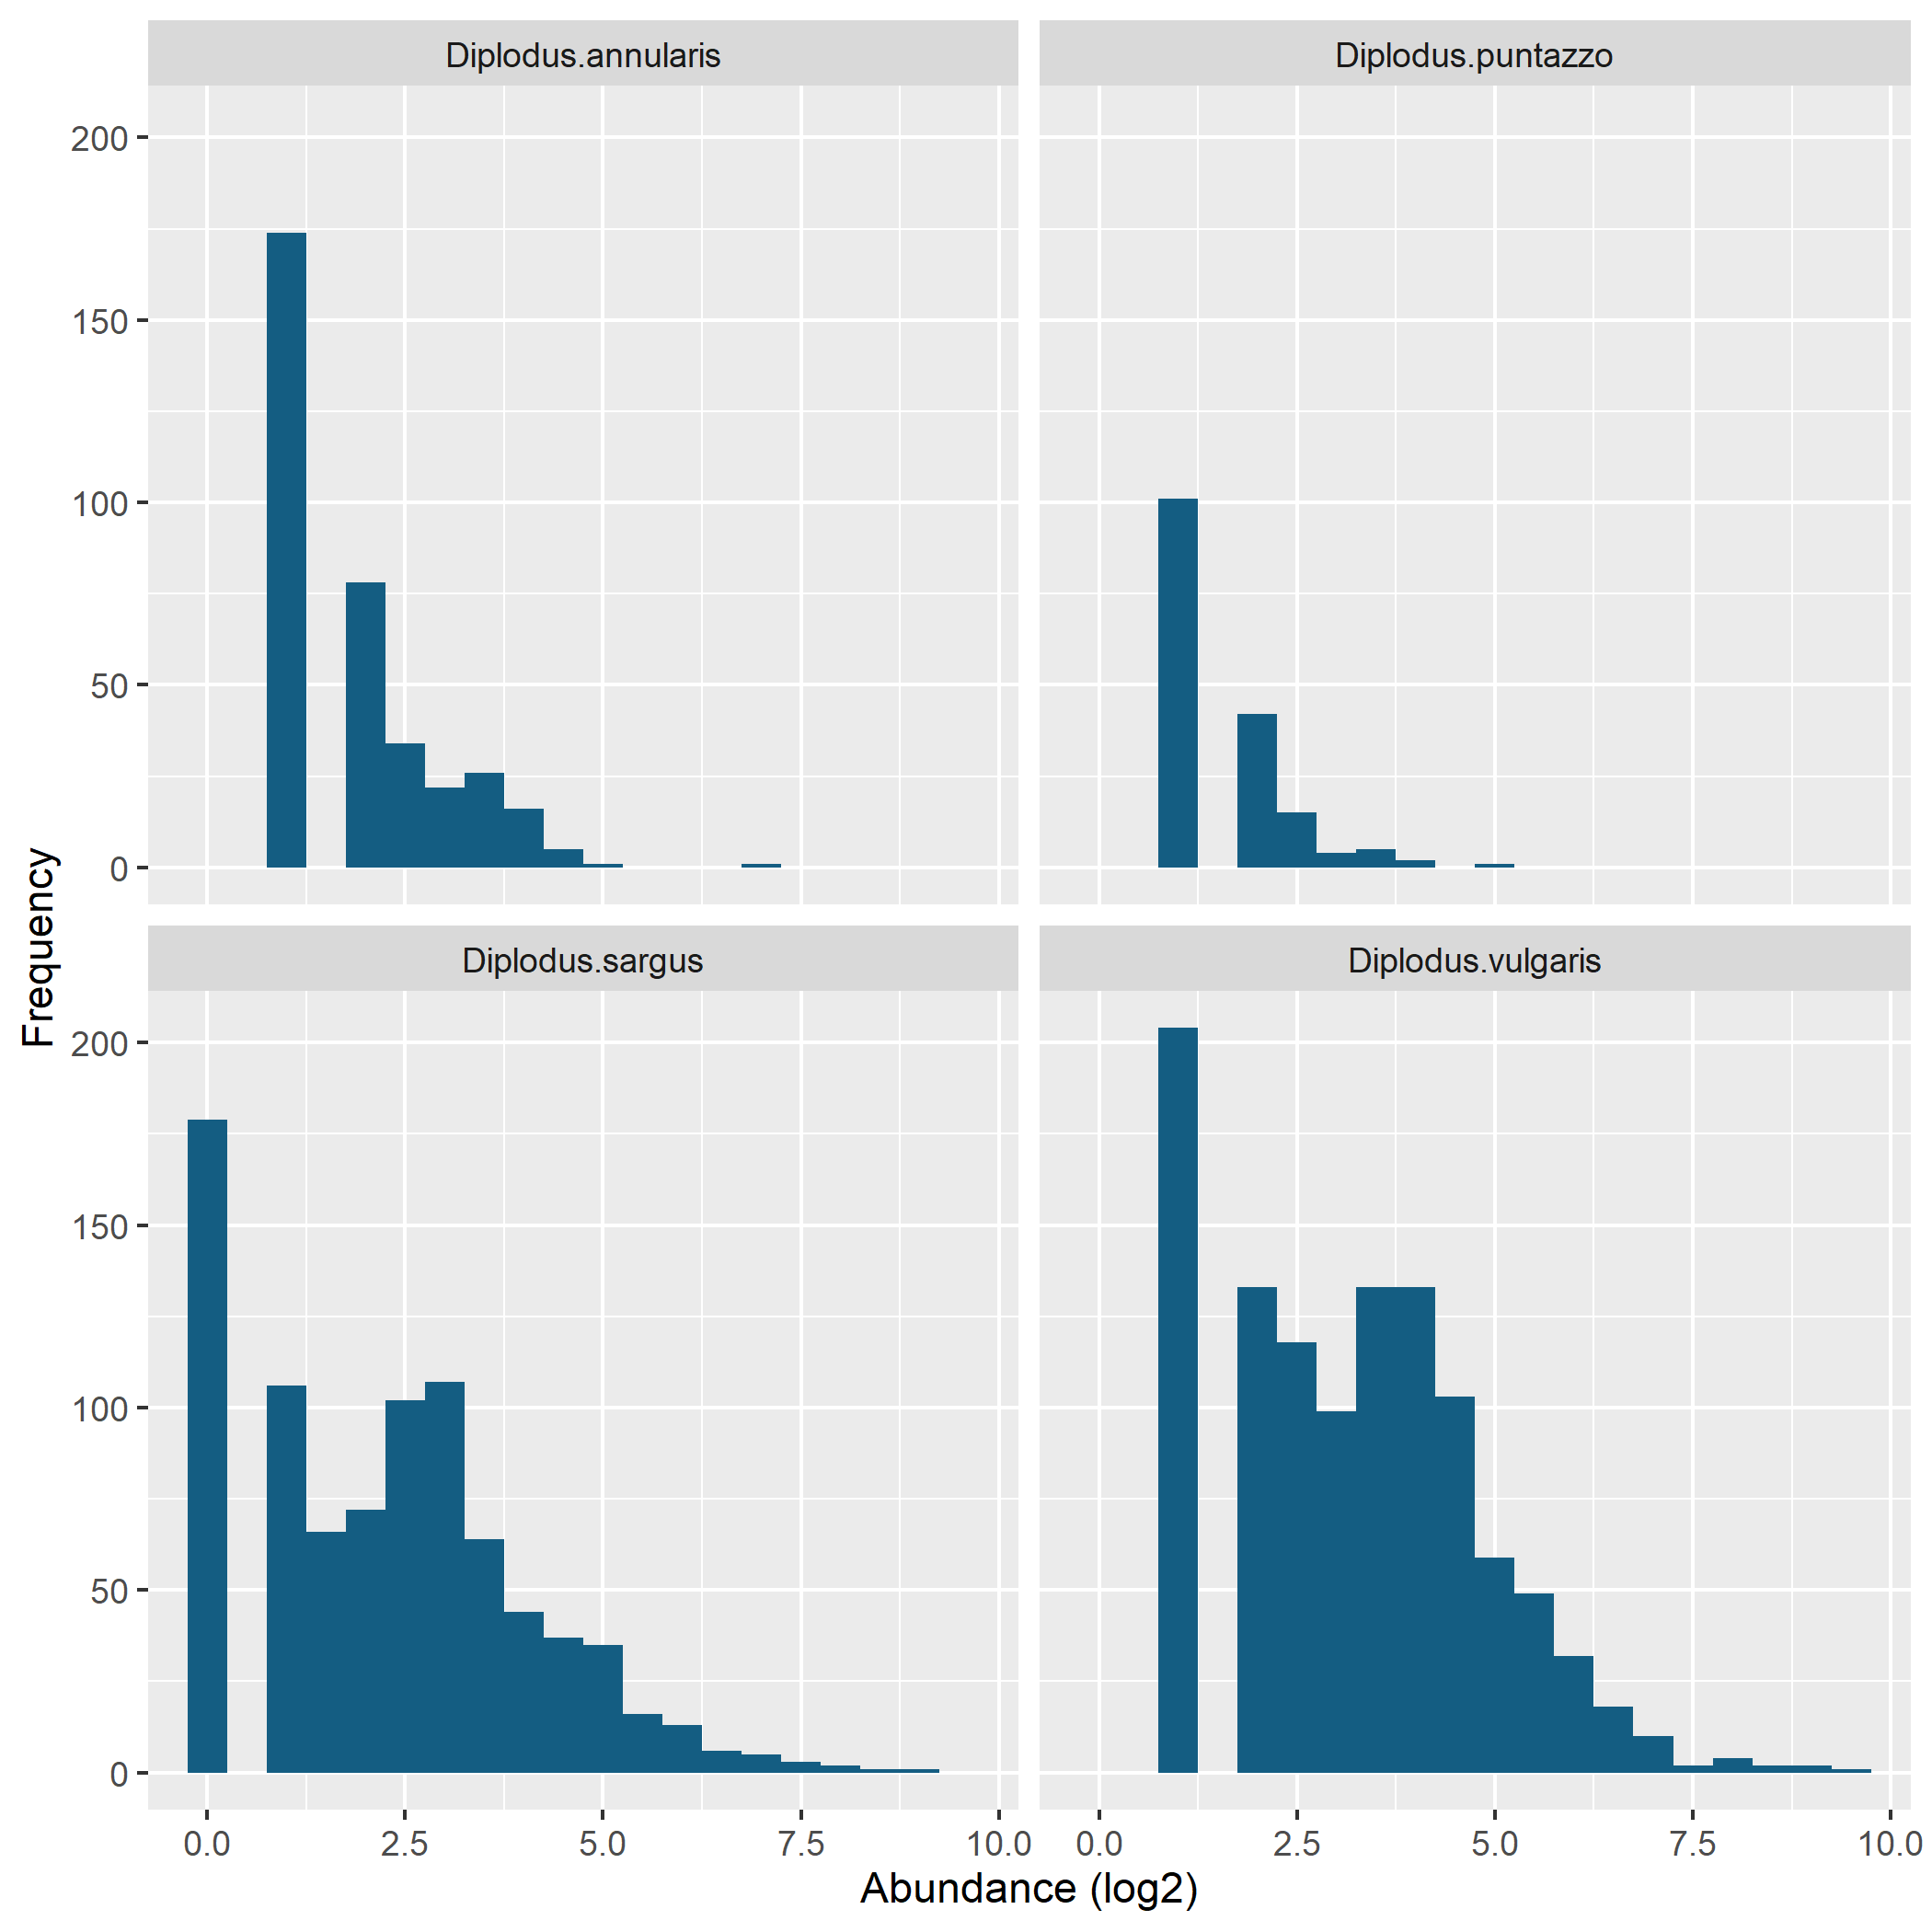 Diplodus.annularis
Diplodus.puntazzo
200
150
100
50
0
Diplodus.sargus
Diplodus.vulgaris
200
150
100
50
0
0.0 2.5 5.0 7.5 10.0 0.0 2.5 5.0 7.5 10.0
Abundance (log2)
Frequency